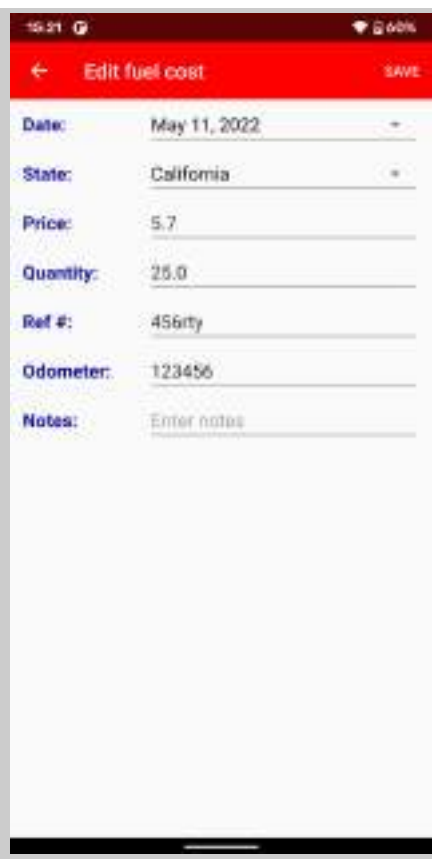 15:21 60%
Edit fuel cost SAVE
Date: May 11, 2022
State: California
Price: 5.7
Quantity: 25.0
Ref #: 456rty
Odometer: 123456
Notes: Enter notes